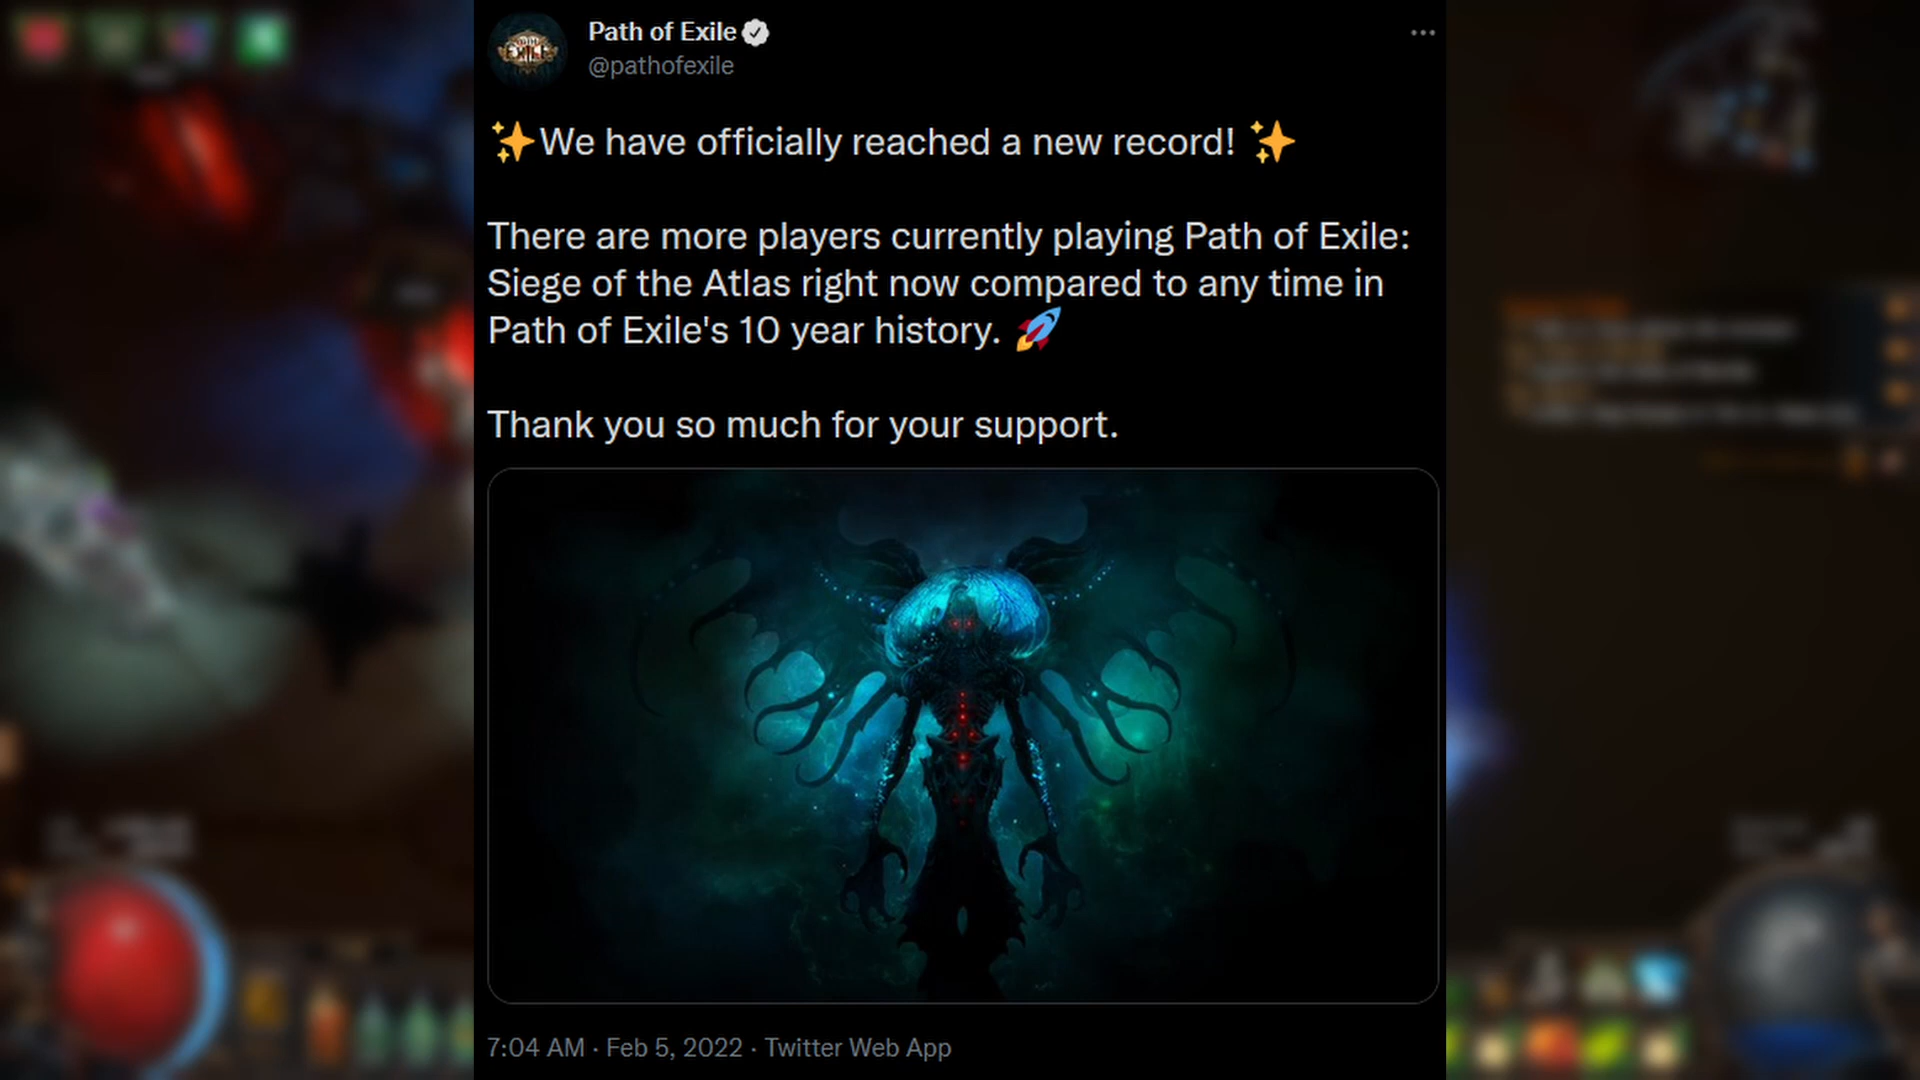 Path of Exile
@pathofexile
✨We have officially reached a new record! ✨
There are more players currently playing Path of Exile:
Siege of the Atlas right now compared to any time in
Path of Exile's 10 year history. 🚀
Thank you so much for your support.
7:04 AM · Feb 5, 2022 · Twitter Web App